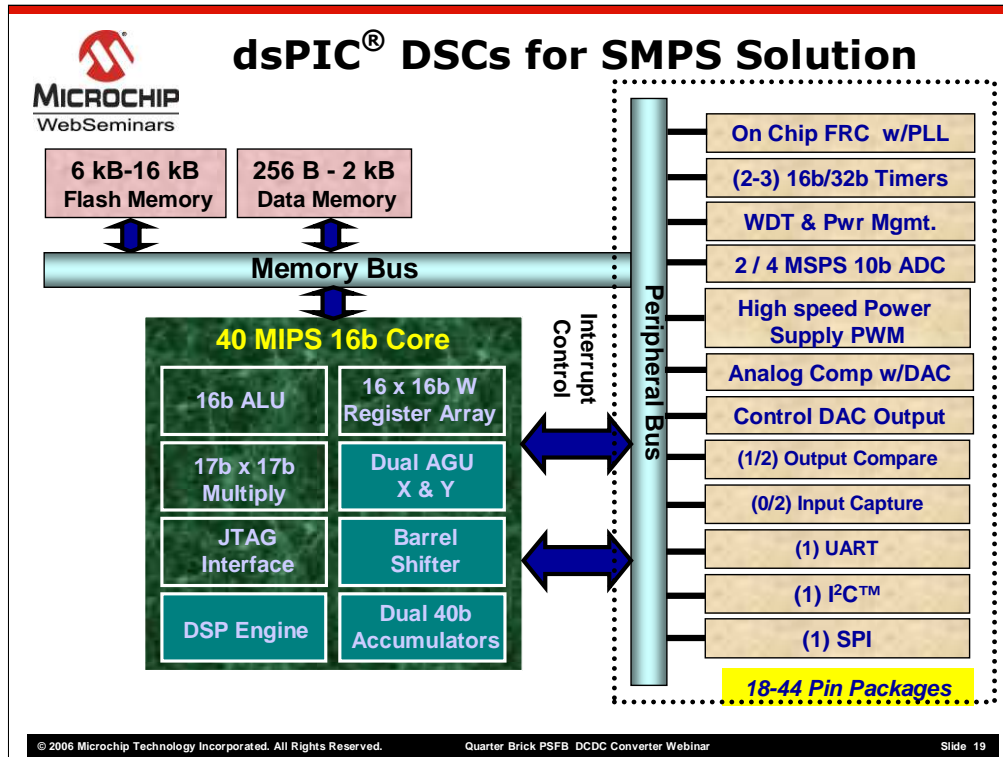 dsPIC® DSCs for SMPS Solution
MICROCHIP
WebSeminars
6 kB-16 kB
Flash Memory
256 B - 2 kB
Data Memory
Memory Bus
40 MIPS 16b Core
16b ALU
16 x 16b W
Register Array
17b x 17b
Multiply
Dual AGU
X & Y
JTAG
Interface
Barrel
Shifter
DSP Engine
Dual 40b
Accumulators
Interrupt
Control
Peripheral Bus
On Chip FRC w/PLL
(2-3) 16b/32b Timers
WDT & Pwr Mgmt.
2 / 4 MSPS 10b ADC
High speed Power
Supply PWM
Analog Comp w/DAC
Control DAC Output
(1/2) Output Compare
(0/2) Input Capture
(1) UART
(1) I²C™
(1) SPI
18-44 Pin Packages
© 2006 Microchip Technology Incorporated. All Rights Reserved.
Quarter Brick PSFB DCDC Converter Webinar
Slide 19